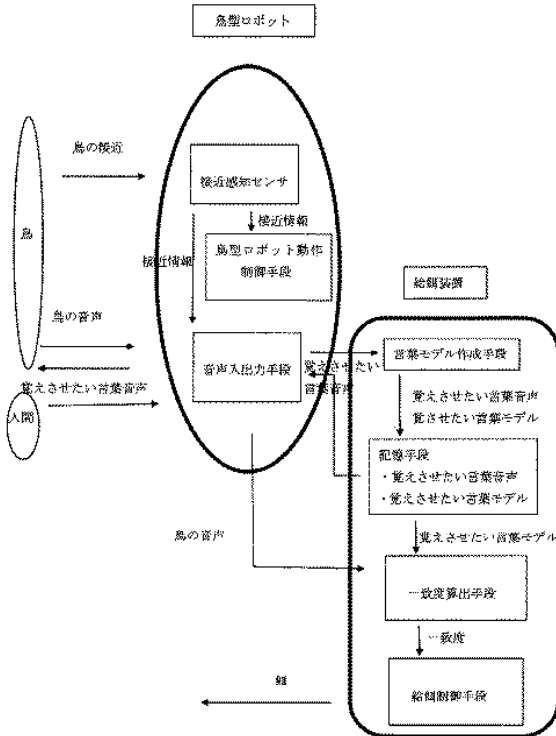 鳥型ロボット
鳥の接近
接近感知センサ
接近情報
鳥
接近情報
鳥型ロボット動作
制御手段
給餌装置
鳥の音声
音声入出力手段
言葉モデル作成手段
覚えさせたい言葉音声
覚えさせたい
言葉音声
人間
覚えさせたい言葉音声
覚させたい言葉モデル
記憶手段
・覚えさせたい言葉音声
・覚えさせたい言葉モデル
鳥の音声
覚えさせたい言葉モデル
一致度算出手段
一致度
餌
給餌制御手段